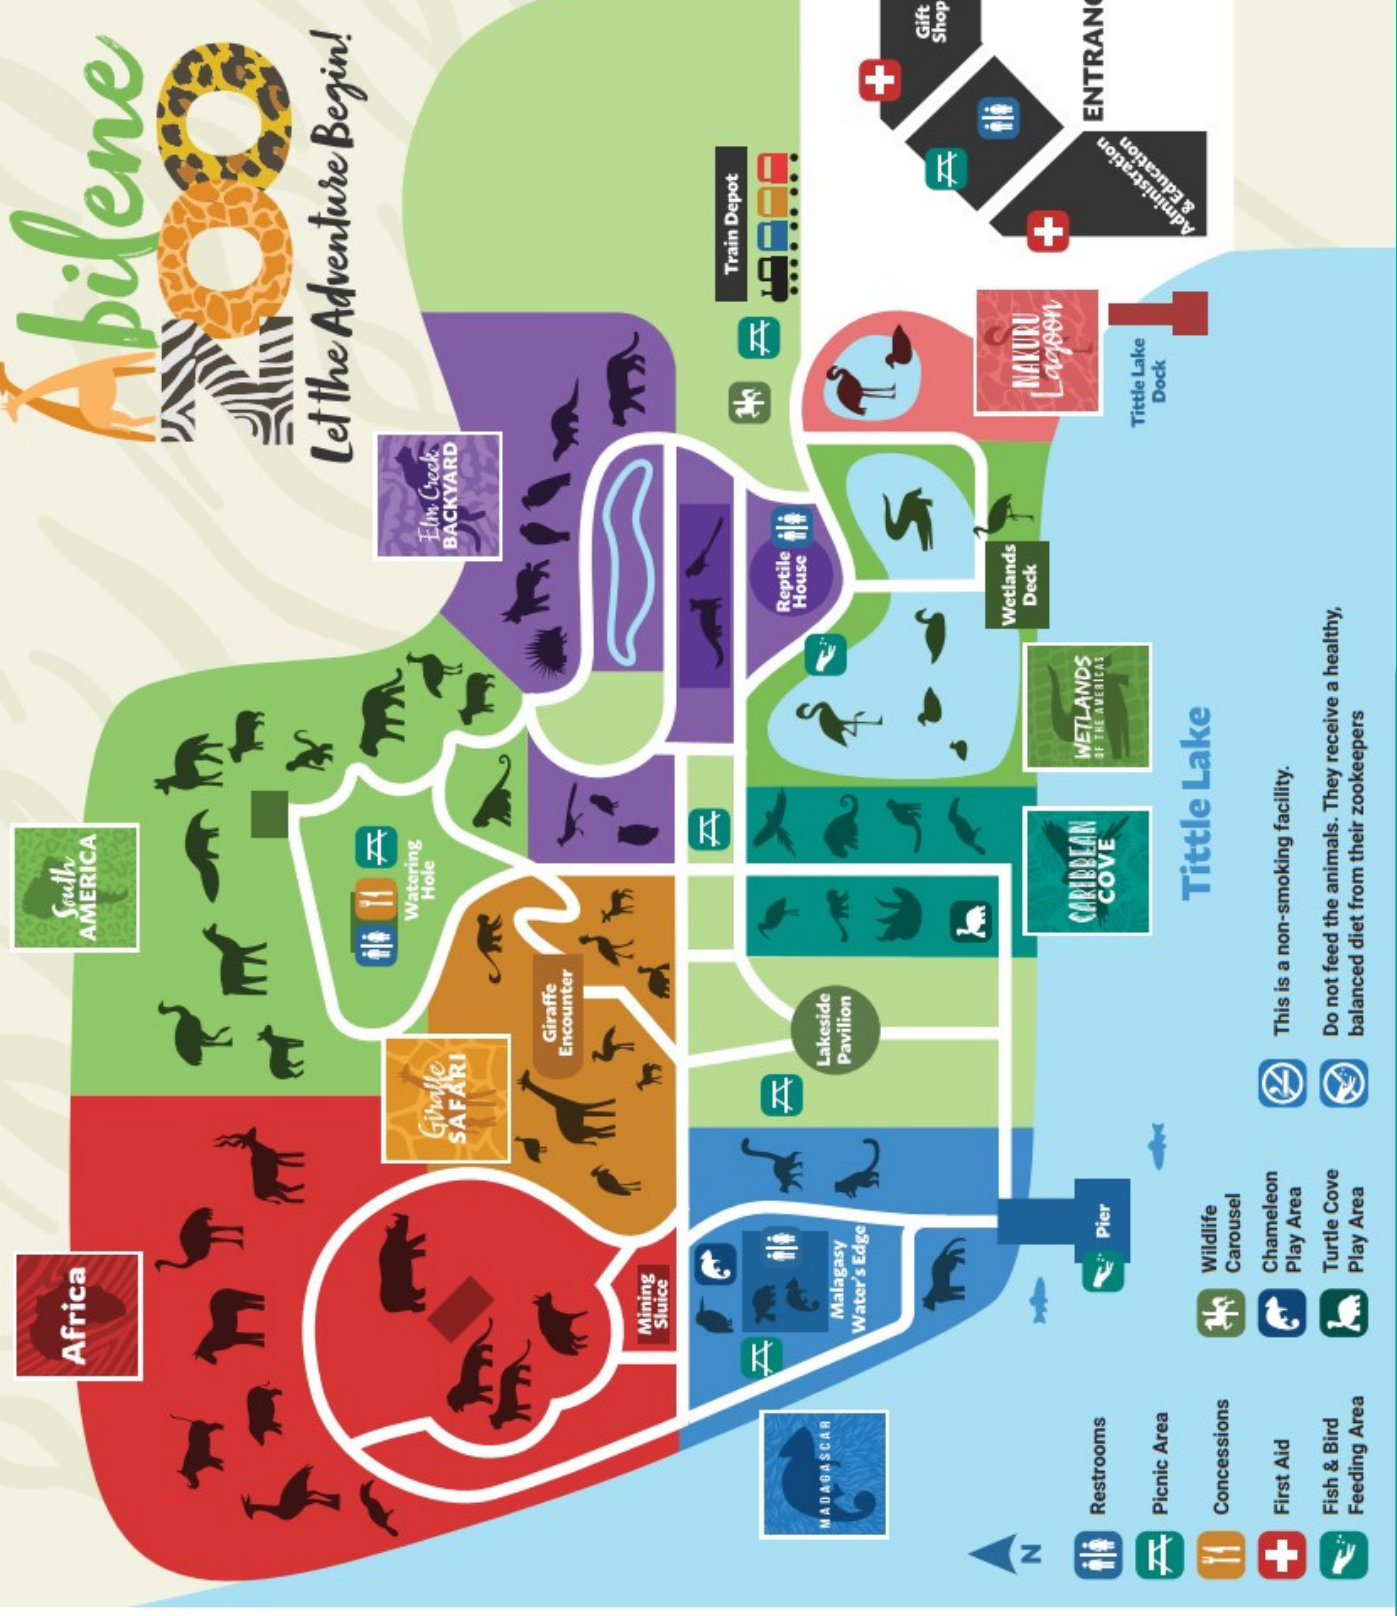 Abilene
ZOO
Let the Adventure Begin!
Africa
South
AMERICA
Elm Creek
BACKYARD
Giraffe
SAFARI
Watering
Hole
Giraffe
Encounter
Mining
Sluice
Train Depot
Gift
Shop
ENTRANC
Administration
& Education
Reptile
House
NAKURU
Lagoon
Tittle Lake
Dock
Wetlands
Deck
WETLANDS
OF THE AMERICAS
CARIBBEAN
COVE
Lakeside
Pavilion
Malagasy
Water's Edge
MADAGASCAR
Pier
Tittle Lake
N
Restrooms
Picnic Area
Concessions
First Aid
Fish & Bird
Feeding Area
Wildlife
Carousel
Chameleon
Play Area
Turtle Cove
Play Area
This is a non-smoking facility.
Do not feed the animals. They receive a healthy,
balanced diet from their zookeepers